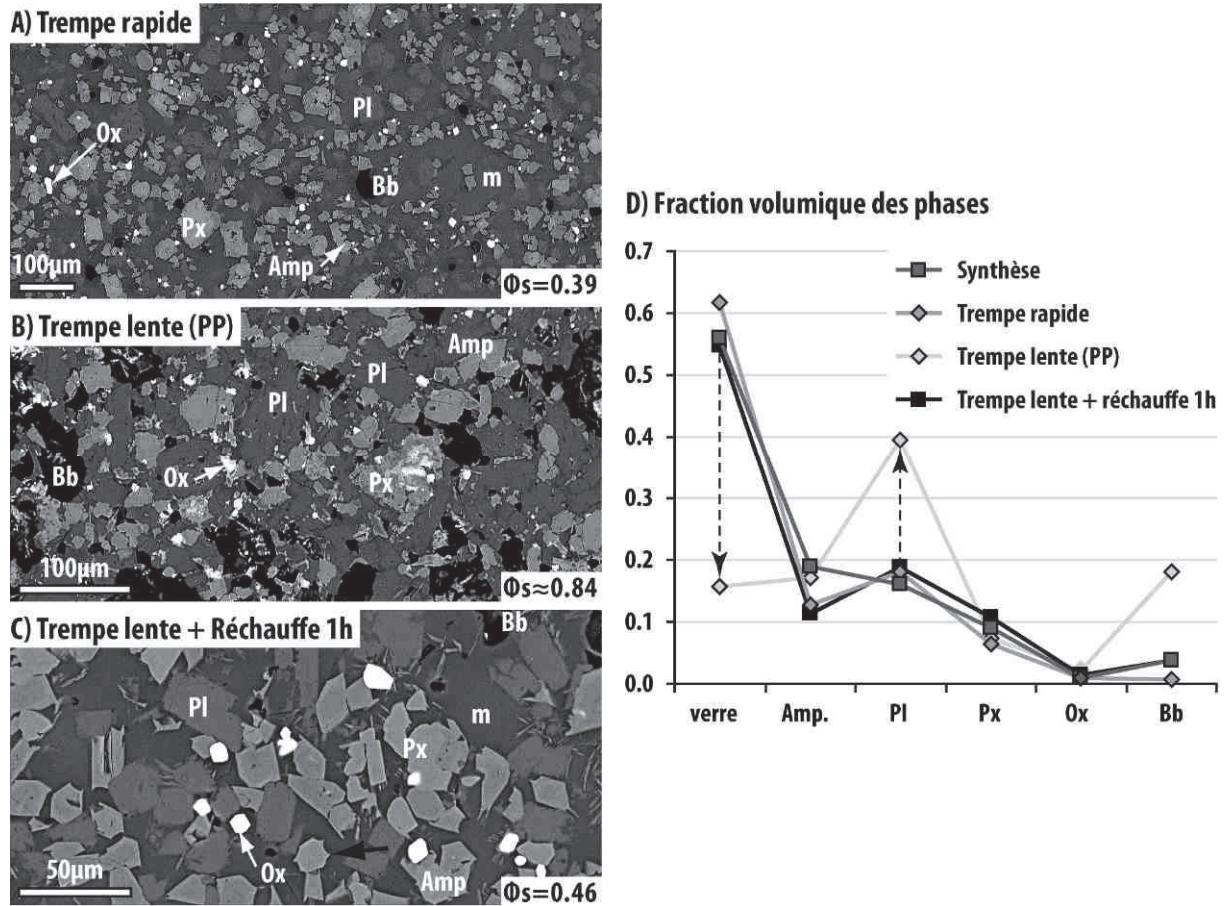 A) Trempe rapide
Pl
Ox
Bb
m
Px
Amp
100µm
Φs=0.39
B) Trempe lente (PP)
Amp
Pl
Pl
Bb
Ox
Px
100µm
Φs≈0.84
C) Trempe lente + Réchauffe 1h
Bb
Pl
m
Px
Ox
Amp
50µm
Φs=0.46
D) Fraction volumique des phases
0.7
0.6
0.5
0.4
0.3
0.2
0.1
0.0
Synthèse
Trempe rapide
Trempe lente (PP)
Trempe lente + réchauffe 1h
verre Amp. Pl Px Ox Bb